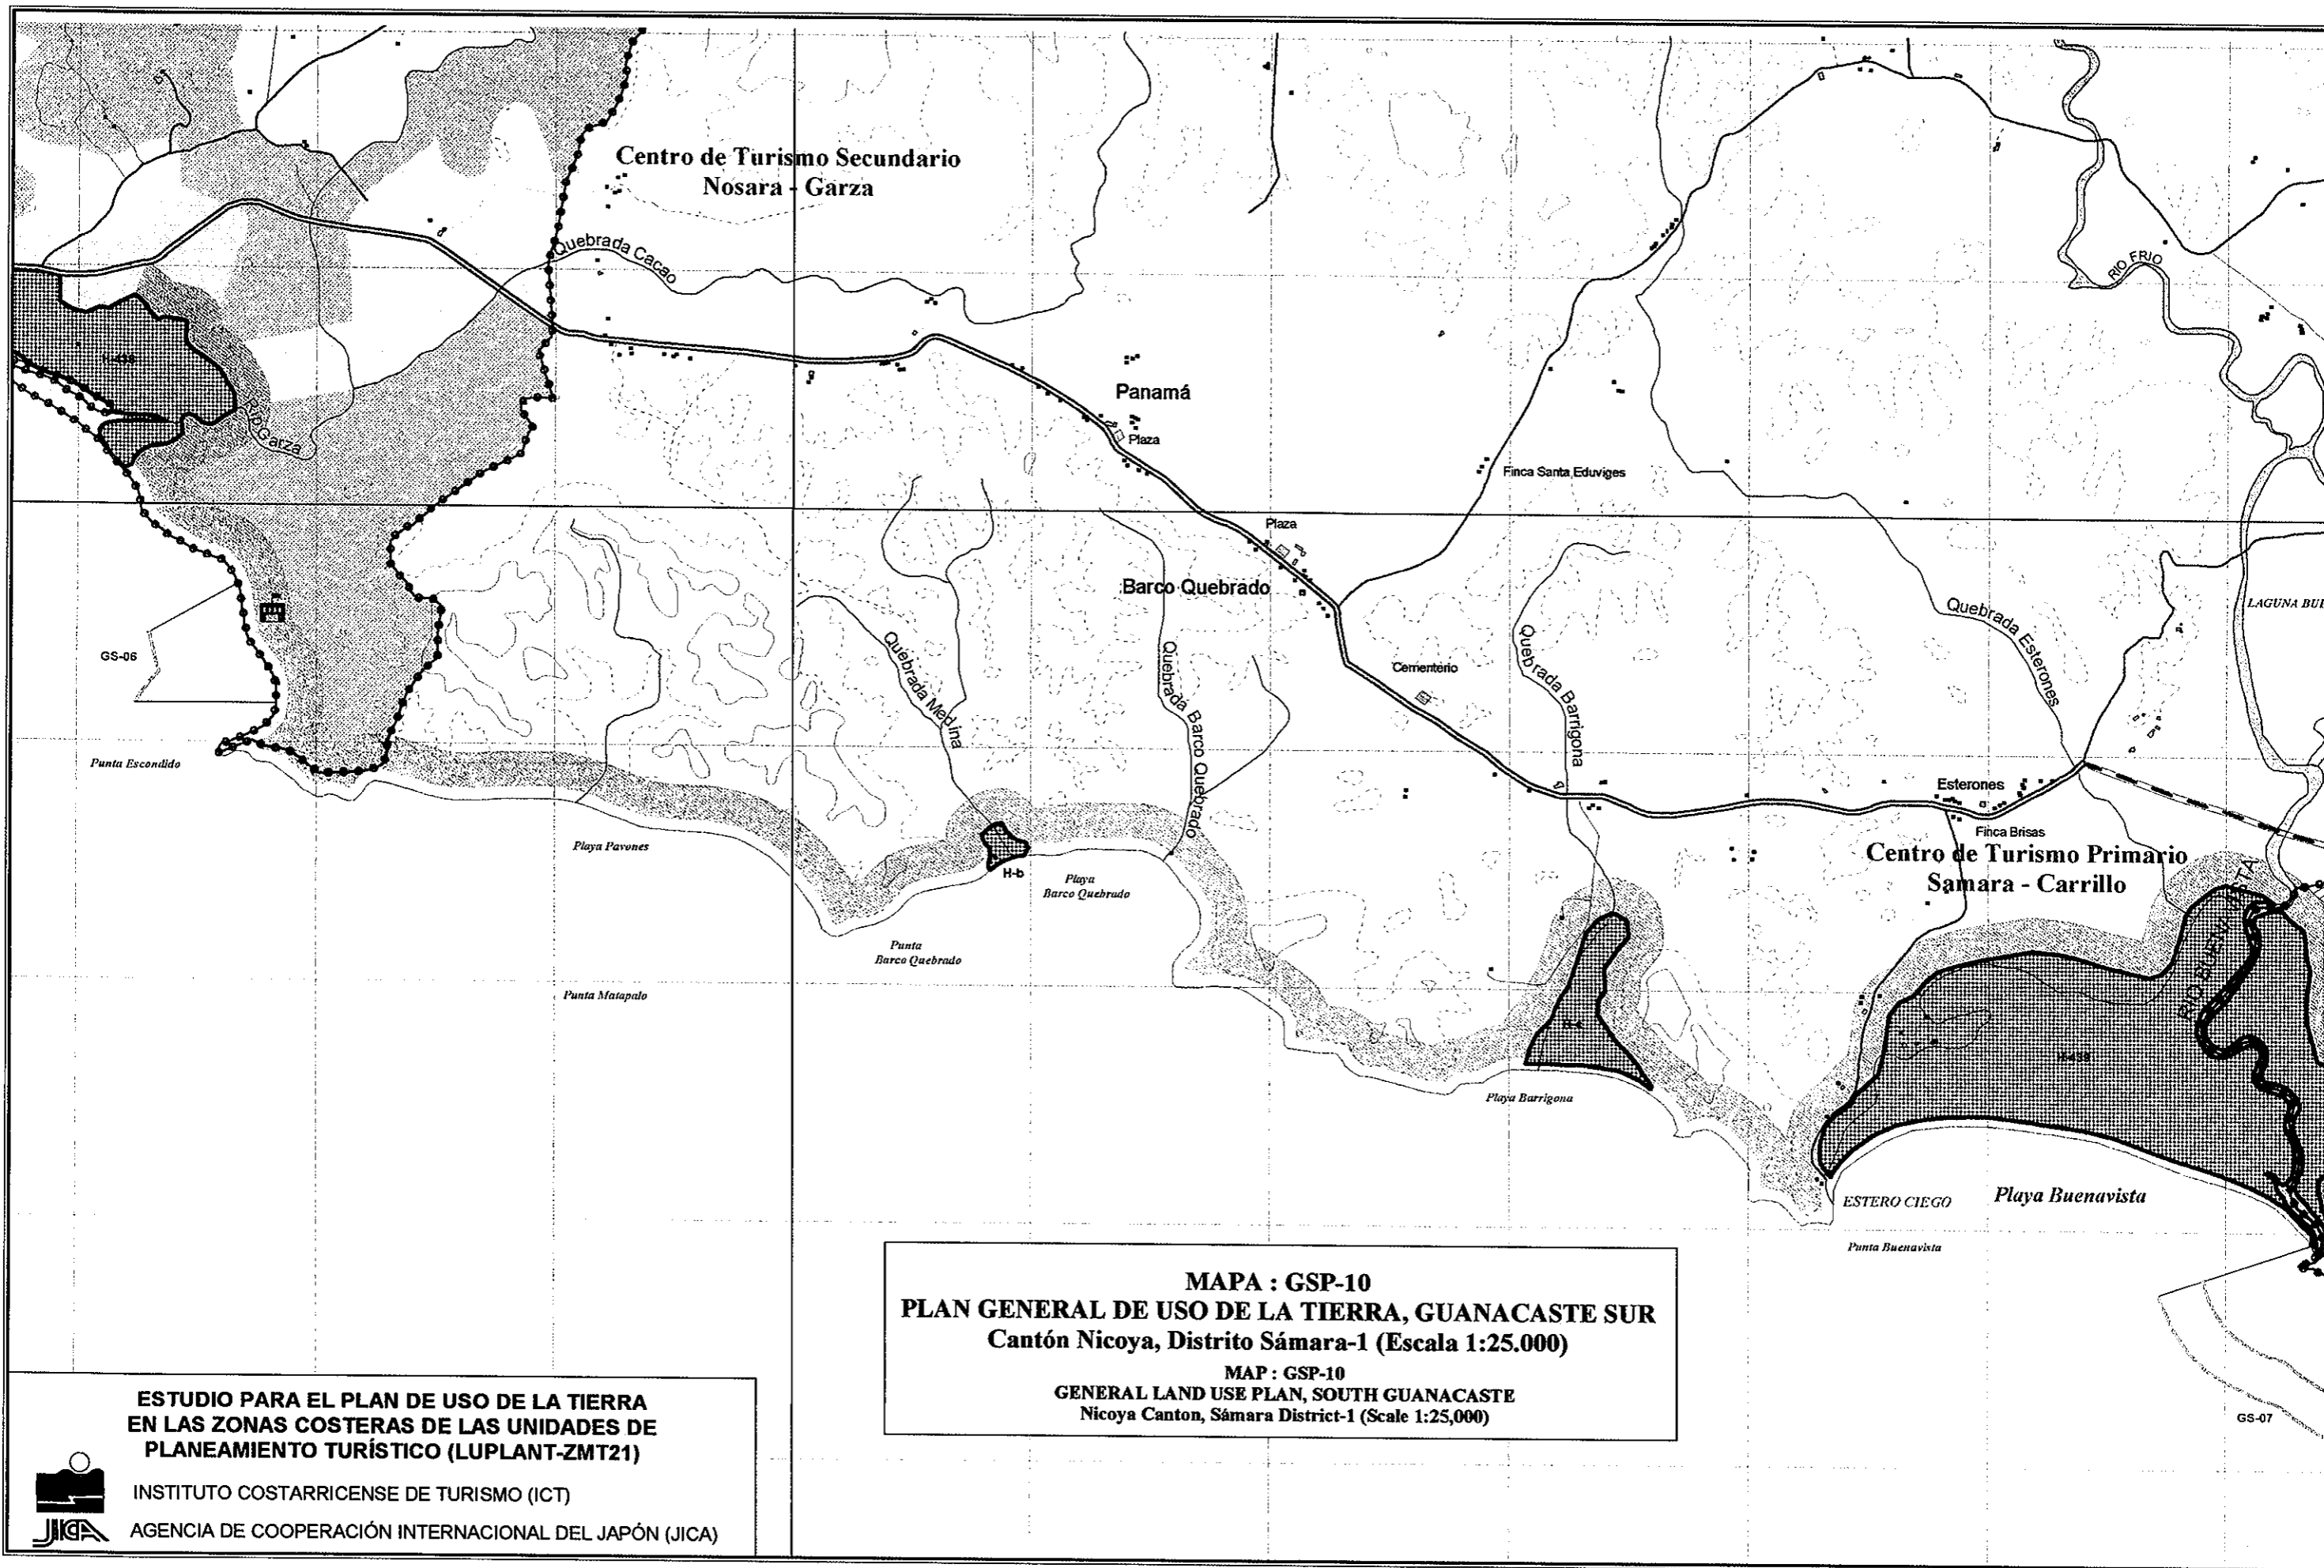 Centro de Turismo Secundario
Nosara - Garza
Quebrada Cacao
RIO FRIO
H-438
Río Garza
Panamá
Plaza
Finca Santa Eduviges
Plaza
Barco Quebrado
Quebrada Medina
Quebrada Barco Quebrado
Cementerio
Quebrada Barrigona
Quebrada Esterones
GS-06
Punta Escondido
Esterones
Finca Brisas
Centro de Turismo Primario
Samara - Carrillo
Playa Pavones
H-b
Playa
Barco Quebrado
Punta
Barco Quebrado
Punta Matapalo
RIO BUENA VISTA
H-439
Playa Barrigona
ESTERO CIEGO
Playa Buenavista
Punta Buenavista
GS-07
MAPA : GSP-10
PLAN GENERAL DE USO DE LA TIERRA, GUANACASTE SUR
Cantón Nicoya, Distrito Sámara-1 (Escala 1:25.000)
MAP : GSP-10
GENERAL LAND USE PLAN, SOUTH GUANACASTE
Nicoya Canton, Sámara District-1 (Scale 1:25,000)
ESTUDIO PARA EL PLAN DE USO DE LA TIERRA
EN LAS ZONAS COSTERAS DE LAS UNIDADES DE
PLANEAMIENTO TURÍSTICO (LUPLANT-ZMT21)
INSTITUTO COSTARRICENSE DE TURISMO (ICT)
JICA
AGENCIA DE COOPERACIÓN INTERNACIONAL DEL JAPÓN (JICA)
LAGUNA